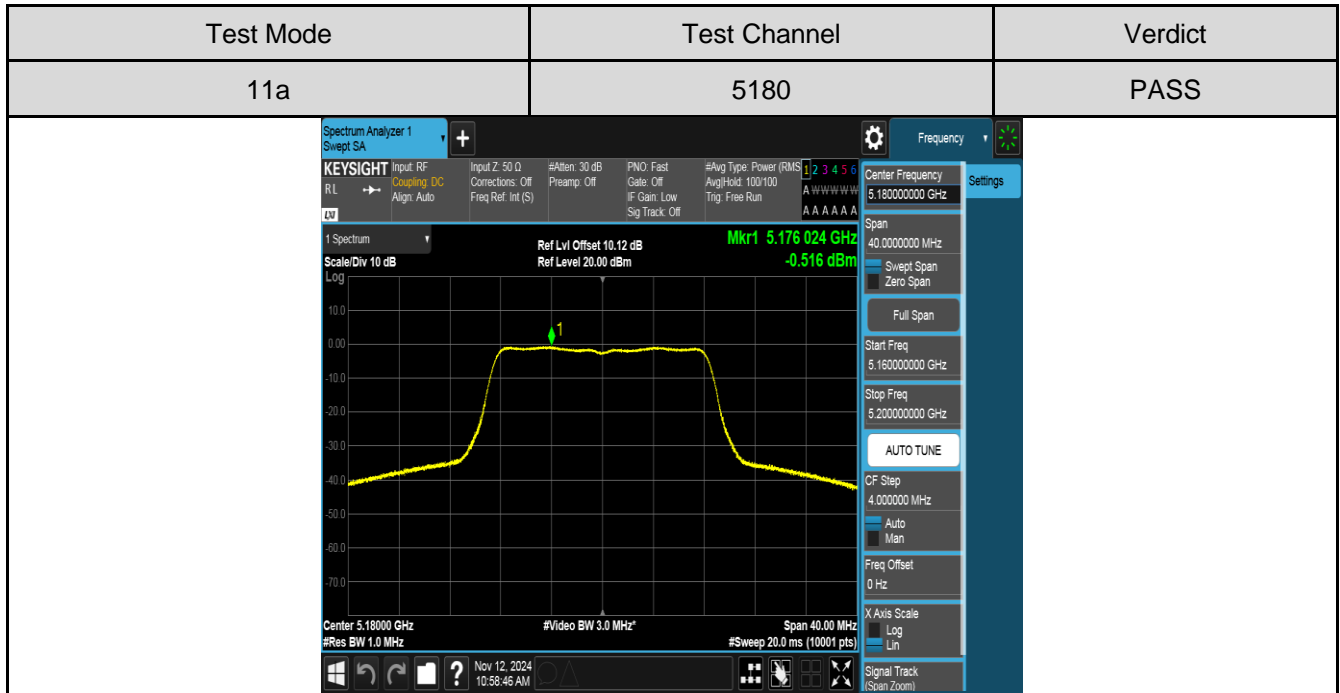 Test Mode Test Channel Verdict
11a 5180 PASS
Spectrum Analyzer 1
Swept SA
+
Frequency
KEYSIGHT
RL
LXI
Input: RF
Coupling: DC
Align: Auto
Input Z: 50 Ω
Corrections: Off
Freq Ref: Int (S)
#Atten: 30 dB
Preamp: Off
PNO: Fast
Gate: Off
IF Gain: Low
Sig Track: Off
#Avg Type: Power (RMS
Avg|Hold: 100/100
Trig: Free Run
1 2 3 4 5 6
A W W W W W
A A A A A A
1 Spectrum
Scale/Div 10 dB
Ref Lvl Offset 10.12 dB
Ref Level 20.00 dBm
Mkr1 5.176 024 GHz
-0.516 dBm
Log
10.0
0.00
-10.0
-20.0
-30.0
-40.0
-50.0
-60.0
-70.0
1
Center 5.18000 GHz
#Res BW 1.0 MHz
#Video BW 3.0 MHz*
Span 40.00 MHz
#Sweep 20.0 ms (10001 pts)
Center Frequency
5.180000000 GHz
Settings
Span
40.0000000 MHz
Swept Span
Zero Span
Full Span
Start Freq
5.160000000 GHz
Stop Freq
5.200000000 GHz
AUTO TUNE
CF Step
4.000000 MHz
Auto
Man
Freq Offset
0 Hz
X Axis Scale
Log
Lin
Signal Track
(Span Zoom)
?
Nov 12, 2024
10:58:46 AM